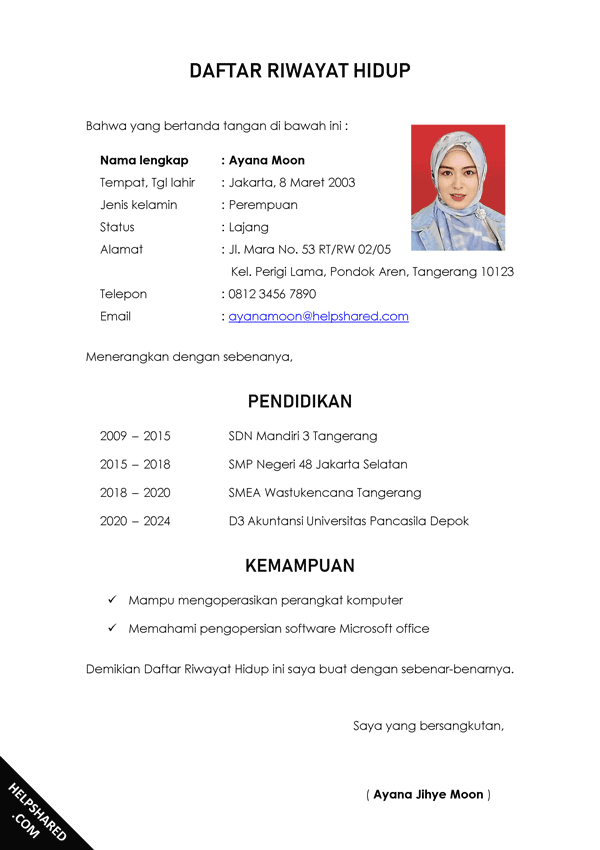 DAFTAR RIWAYAT HIDUP
Bahwa yang bertanda tangan di bawah ini :
Nama lengkap : Ayana Moon
Tempat, Tgl lahir : Jakarta, 8 Maret 2003
Jenis kelamin : Perempuan
Status : Lajang
Alamat : Jl. Mara No. 53 RT/RW 02/05
Kel. Perigi Lama, Pondok Aren, Tangerang 10123
Telepon : 0812 3456 7890
Email : ayanamoon@helpshared.com
Menerangkan dengan sebenanya,
PENDIDIKAN
2009 – 2015 SDN Mandiri 3 Tangerang
2015 – 2018 SMP Negeri 48 Jakarta Selatan
2018 – 2020 SMEA Wastukencana Tangerang
2020 – 2024 D3 Akuntansi Universitas Pancasila Depok
KEMAMPUAN
✓ Mampu mengoperasikan perangkat komputer
✓ Memahami pengopersian software Microsoft office
Demikian Daftar Riwayat Hidup ini saya buat dengan sebenar-benarnya.
Saya yang bersangkutan,
( Ayana Jihye Moon )
HELPSHARED
.COM